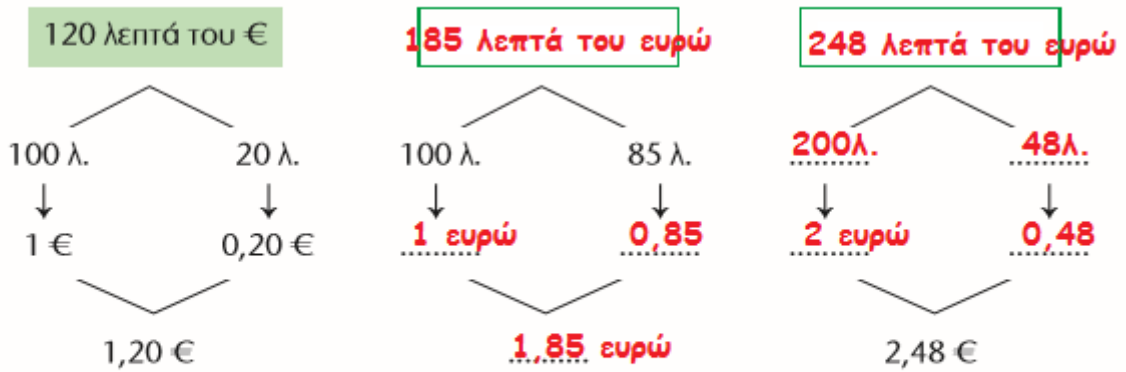 120 λεπτά του € 185 λεπτά του ευρώ 248 λεπτά του ευρώ
100 λ. 20 λ. 100 λ. 85 λ. 200λ. 48λ.
1 € 0,20 € 1 ευρώ 0,85 2 ευρώ 0,48
1,20 € 1,85 ευρώ 2,48 €